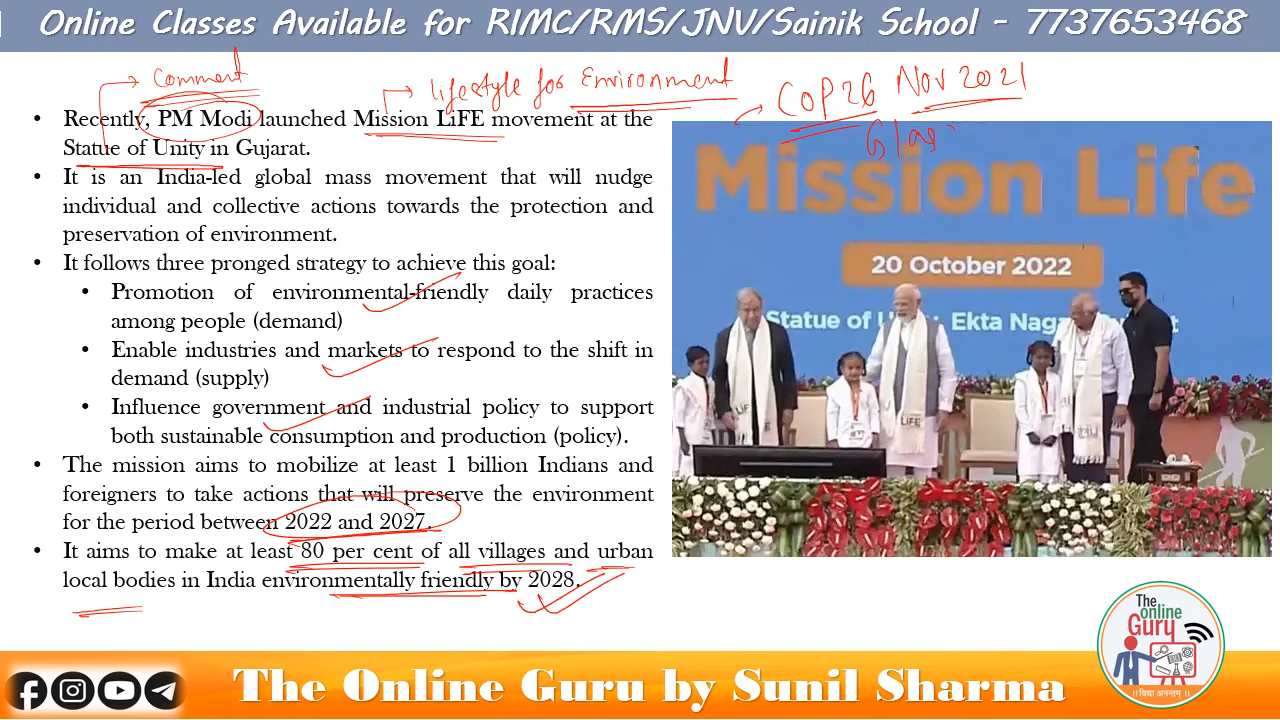 Online Classes Available for RIMC/RMS/JNV/Sainik School - 7737653468
Comment
lifestyle for Environment
COP26 Nov 2021
Glas
• Recently, PM Modi launched Mission LiFE movement at the
Statue of Unity in Gujarat.
• It is an India-led global mass movement that will nudge
individual and collective actions towards the protection and
preservation of environment.
• It follows three pronged strategy to achieve this goal:
• Promotion of environmental-friendly daily practices
among people (demand)
• Enable industries and markets to respond to the shift in
demand (supply)
• Influence government and industrial policy to support
both sustainable consumption and production (policy).
• The mission aims to mobilize at least 1 billion Indians and
foreigners to take actions that will preserve the environment
for the period between 2022 and 2027.
• It aims to make at least 80 per cent of all villages and urban
local bodies in India environmentally friendly by 2028.
Mission Life
20 October 2022
Statue of Ekta
LiFE
The
online
Guru
।। विद्या अनन्तम् ।।
The Online Guru by Sunil Sharma